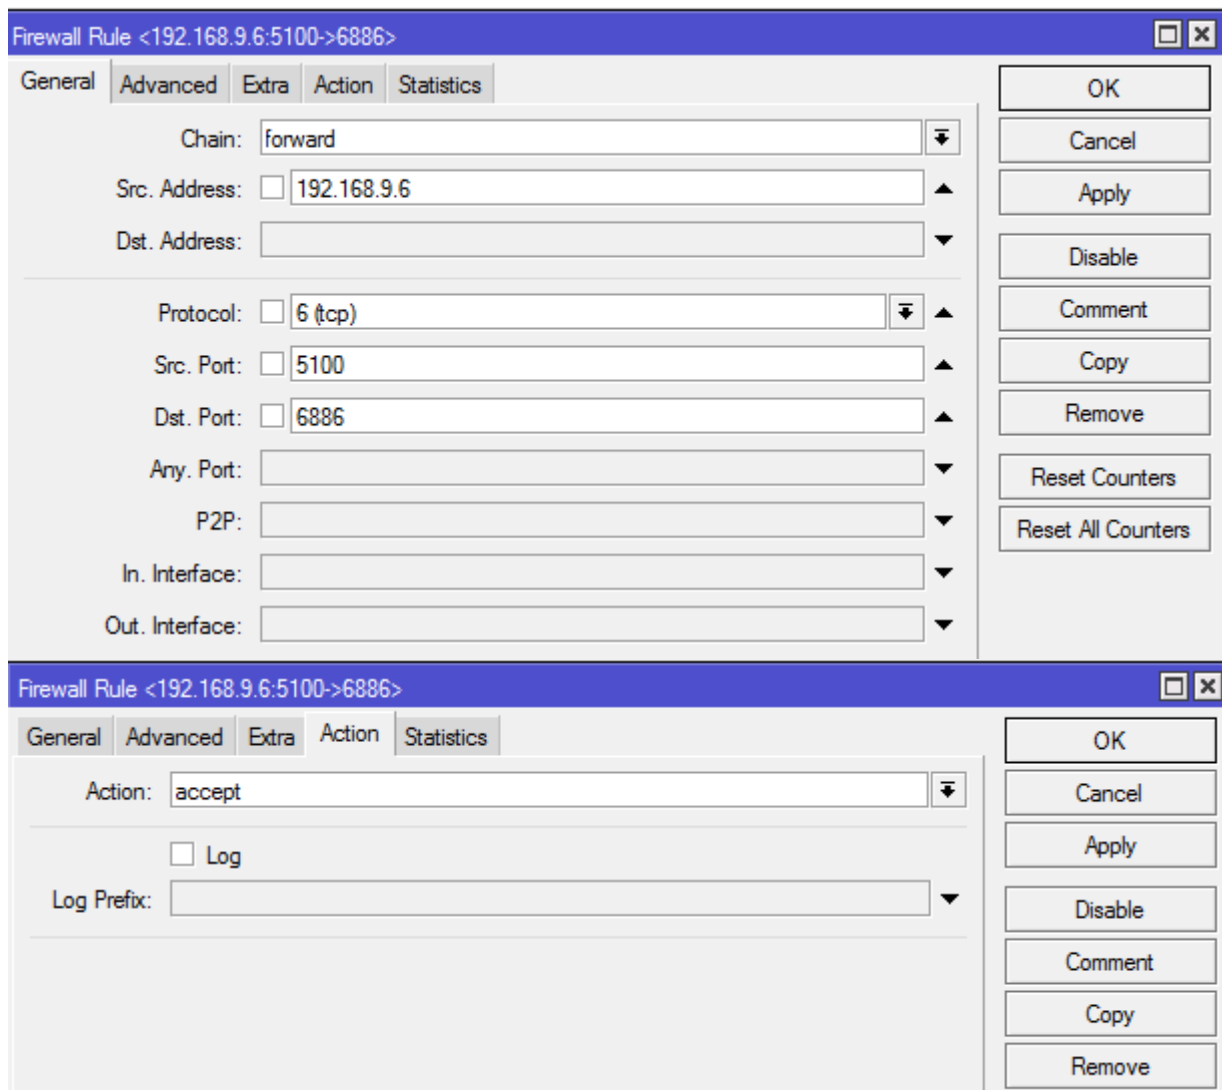 Firewall Rule <192.168.9.6:5100->6886>
General Advanced Extra Action Statistics
OK
Chain: forward
Cancel
Src. Address: 192.168.9.6
Apply
Dst. Address:
Disable
Protocol: 6 (tcp)
Comment
Src. Port: 5100
Copy
Dst. Port: 6886
Remove
Any. Port:
Reset Counters
P2P:
Reset All Counters
In. Interface:
Out. Interface:
Firewall Rule <192.168.9.6:5100->6886>
General Advanced Extra Action Statistics
OK
Action: accept
Cancel
Log
Apply
Log Prefix:
Disable
Comment
Copy
Remove